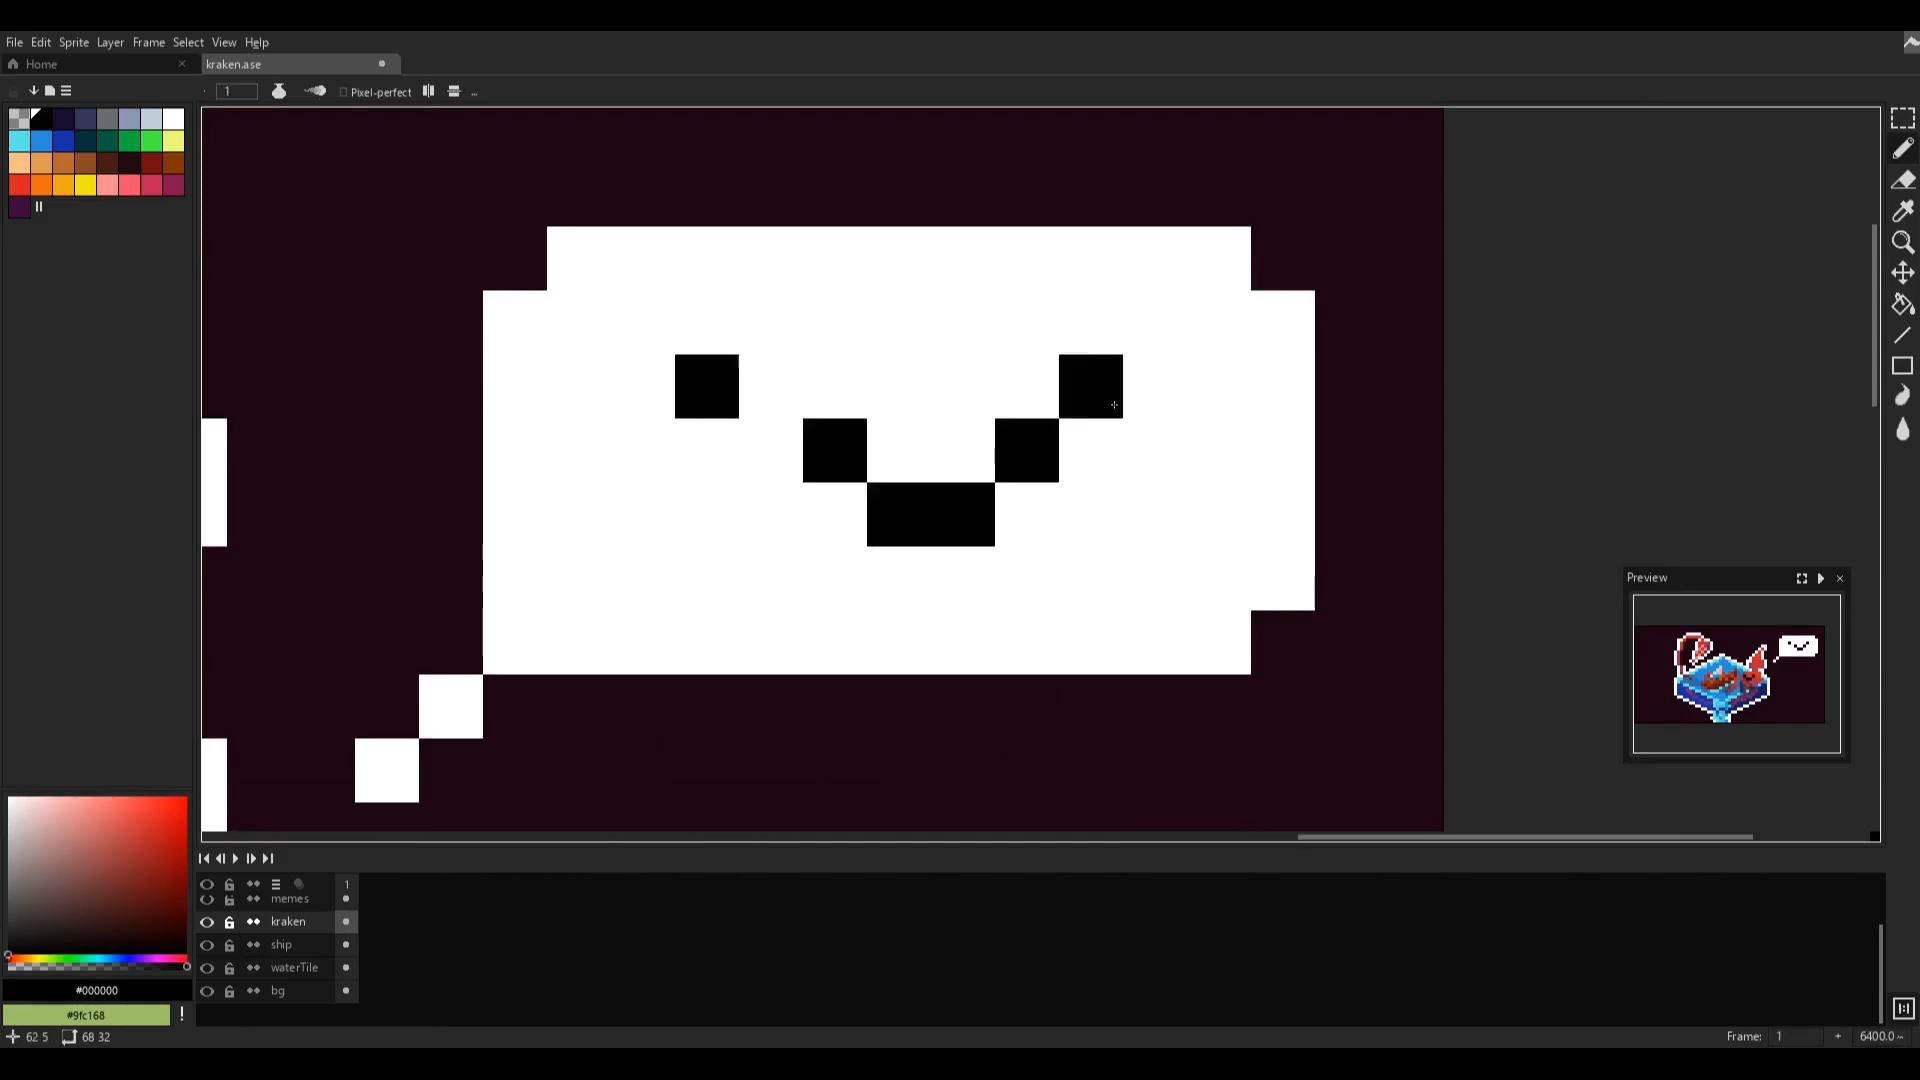 File Edit Sprite Layer Frame Select View Help
Home
kraken.ase
1
Pixel-perfect
...
Preview
1
memes
kraken
ship
waterTile
bg
#000000
#9fc168
!
62 5
68 32
Frame: 1
+
6400.0